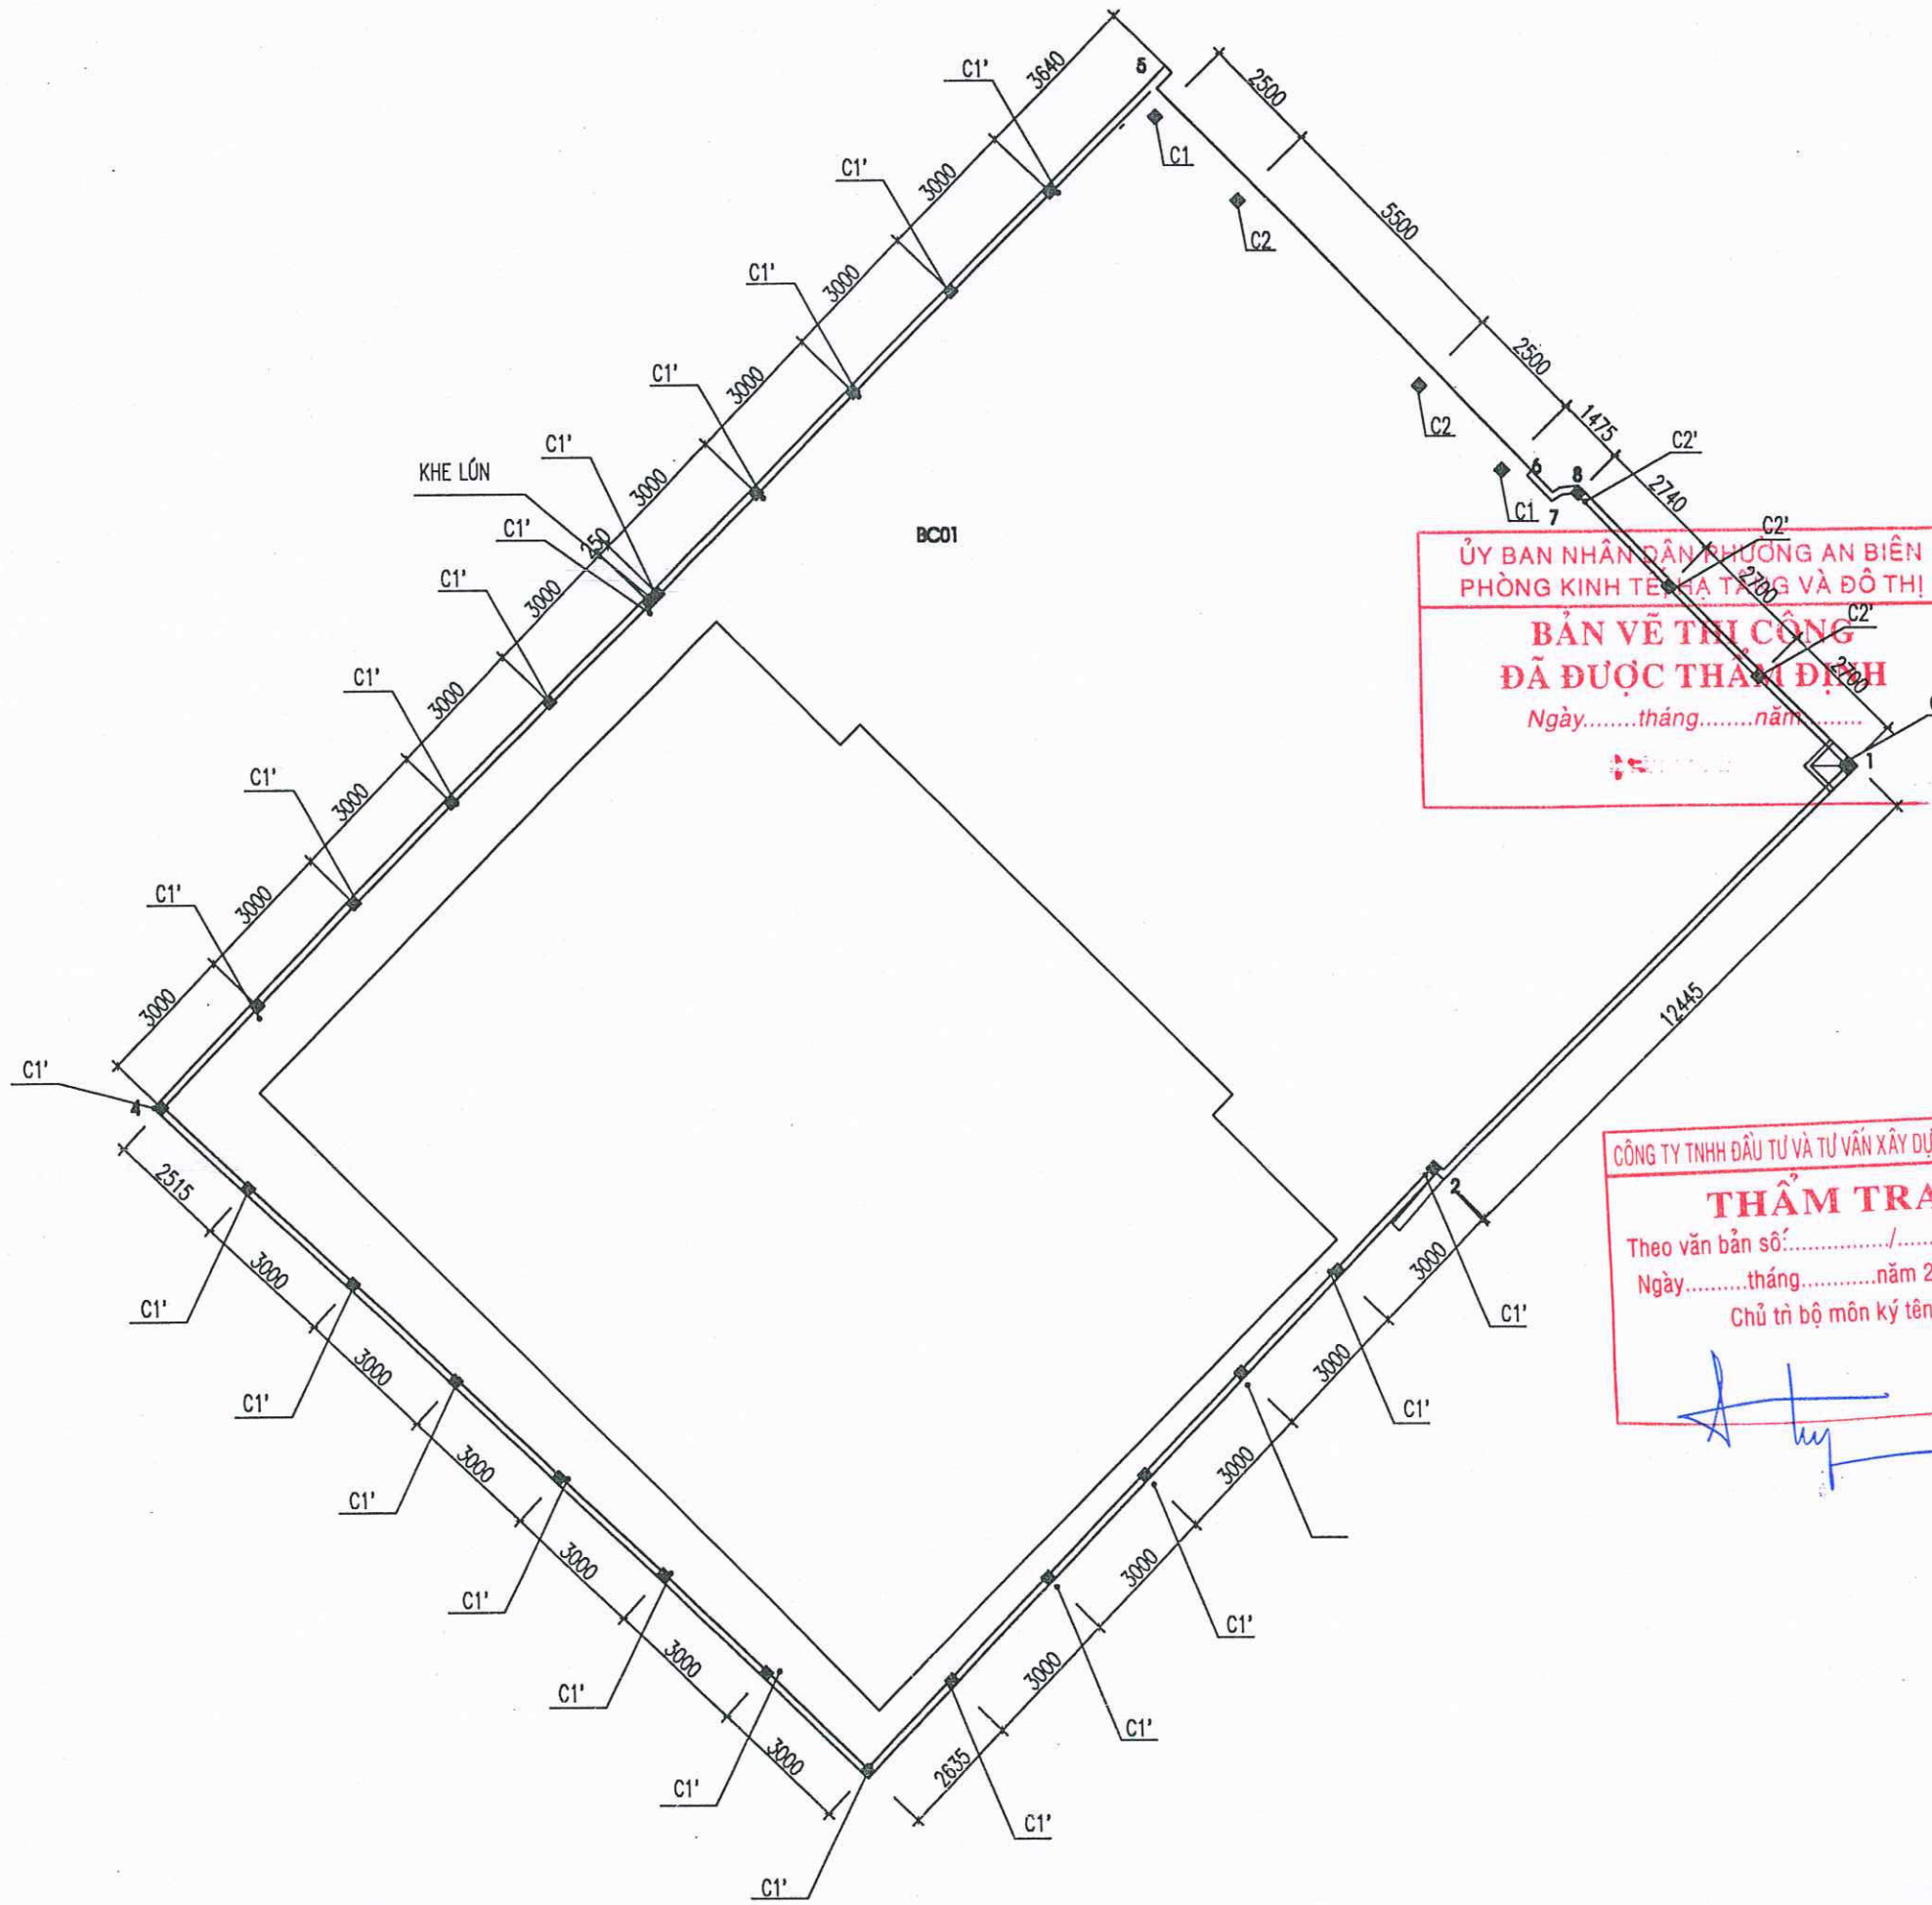 5
3640
C1'
2500
C1
C1'
3000
5500
C2
C1'
3000
C1'
3000
2500
C2
1475
C2'
C1'
KHE LÚN
3000
6
8
2740
C1
7
C1'
250
BC01
C2'
C1'
3000
2700
C2'
ỦY BAN NHÂN DÂN PHƯỜNG AN BIÊN
PHÒNG KINH TẾ, HẠ TẦNG VÀ ĐÔ THỊ
BẢN VẼ THI CÔNG
ĐÃ ĐƯỢC THẨM ĐỊNH
Ngày........tháng........năm.........
2700
1
C1'
3000
C1'
3000
C1'
3000
3000
C1'
4
12445
2
2515
3000
C1'
C1'
3000
3000
C1'
C1'
3000
3000
C1'
C1'
3000
3000
C1'
C1'
3000
3000
C1'
C1'
3000
2635
C1'
C1'
CÔNG TY TNHH ĐẦU TƯ VÀ TƯ VẤN XÂY DỰ
THẨM TRA
Theo văn bản số:................/......
Ngày..........tháng............năm 2
Chủ trì bộ môn ký tên